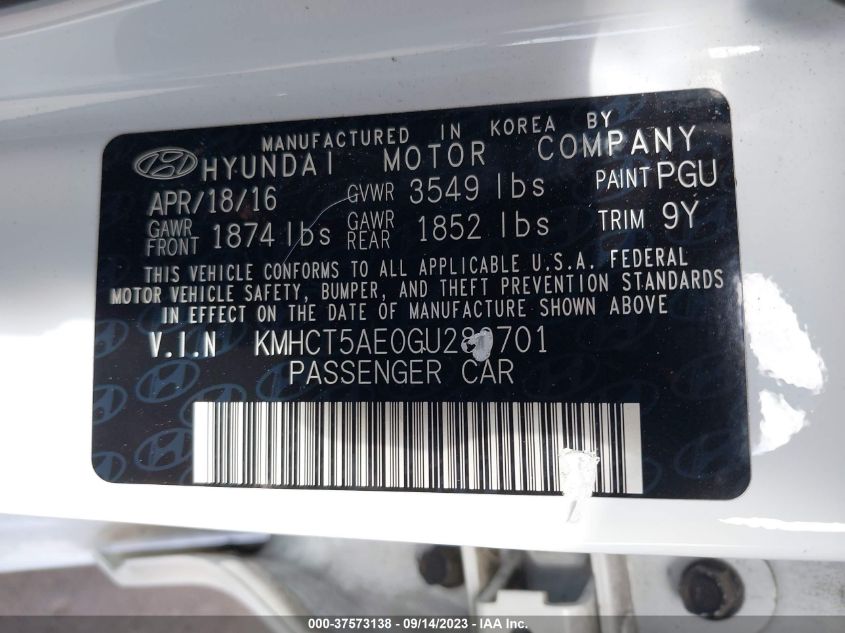 MANUFACTURED IN KOREA BY
HYUNDAI MOTOR COMPANY
APR/18/16 GVWR 3549 lbs PAINT PGU
GAWR FRONT 1874 lbs GAWR REAR 1852 lbs TRIM 9Y
THIS VEHICLE CONFORMS TO ALL APPLICABLE U.S.A. FEDERAL
MOTOR VEHICLE SAFETY, BUMPER, AND THEFT PREVENTION STANDARDS
IN EFFECT ON THE DATE OF MANUFACTURE SHOWN ABOVE
V.I.N KMHCT5AE0GU289701
PASSENGER CAR
000-37573138 - 09/14/2023 - IAA Inc.